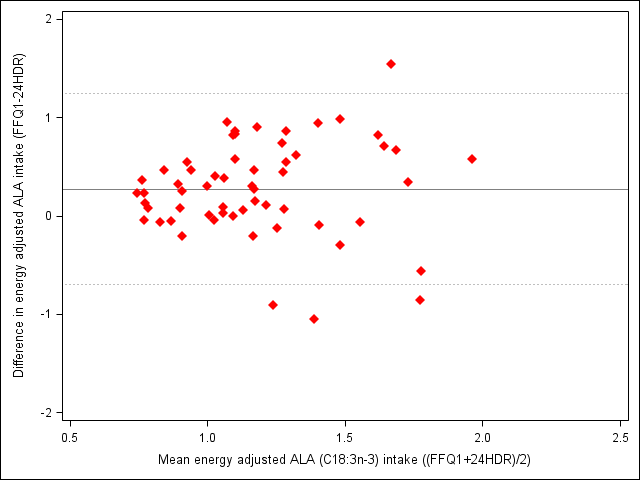 2
1
0
-1
-2
Difference in energy adjusted ALA intake (FFQ1-24HDR)
0.5 1.0 1.5 2.0 2.5
Mean energy adjusted ALA (C18:3n-3) intake ((FFQ1+24HDR)/2)